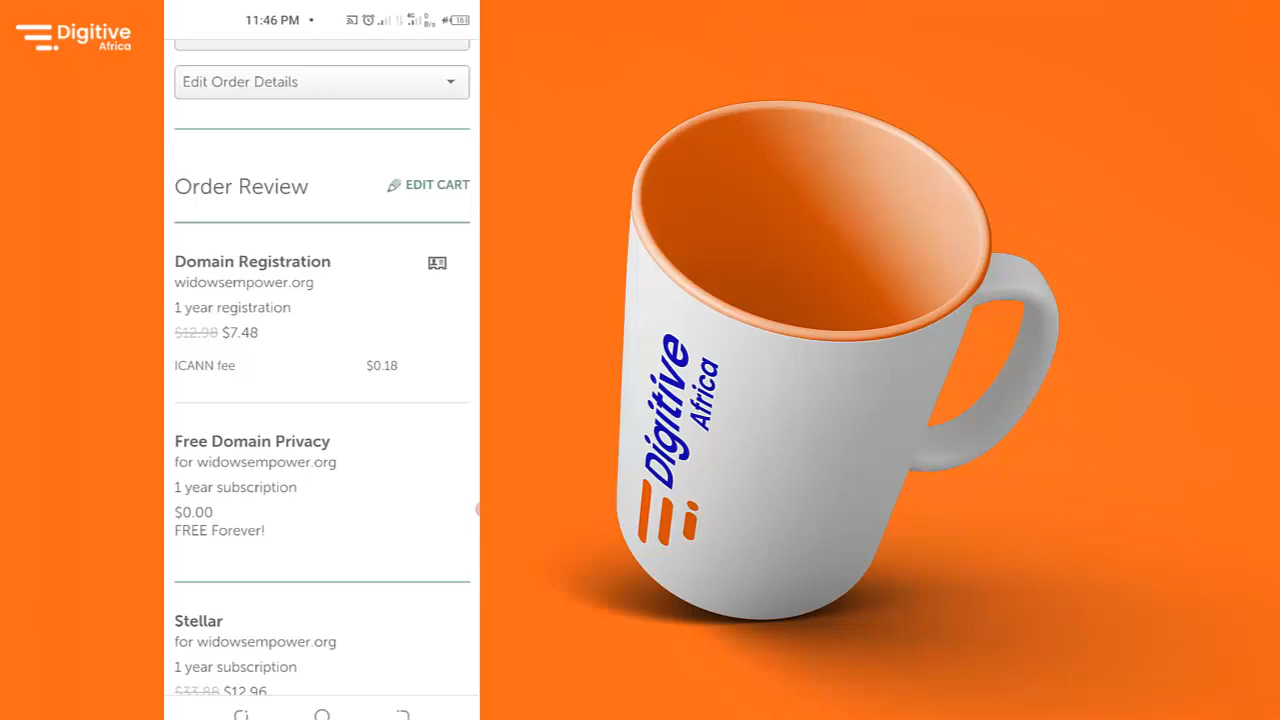 Digitive
Africa
11:46 PM
Edit Order Details
Order Review
EDIT CART
Domain Registration
widowsempower.org
1 year registration
$12.98 $7.48
ICANN fee $0.18
Free Domain Privacy
for widowsempower.org
1 year subscription
$0.00
FREE Forever!
Stellar
for widowsempower.org
1 year subscription
$33.88 $12.96
Digitive
Africa